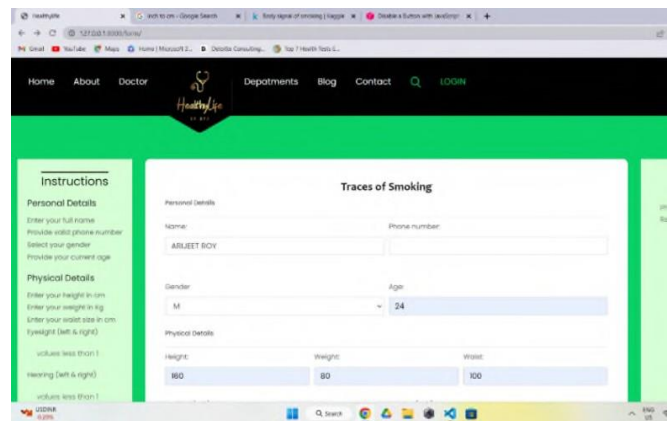 Healthylife
inch to cm - Google Search
Body signal of smoking | Kaggle
Disable a Button with JavaScript
127.0.0.1:8000/form/
Gmail YouTube Maps Home | Microsoft 2... Deloitte Consulting... Top 7 Health Tests L...
Home About Doctor
HealthyLife
Depatments Blog Contact LOGIN
Instructions
Personal Details
Enter your full name
Provide valid phone number
Select your gender
Provide your current age
Physical Details
Enter your height in cm
Enter your weight in kg
Enter your waist size in cm
Eyesight (left & right)
values less than 1
Hearing (left & right)
values less than 1
Traces of Smoking
Personal Details
Name: Phone number:
ARIJEET ROY
Gender: Age:
M 24
Physical Details
Height: Weight: Waist:
160 80 100
USDINR
Search
ENG
US